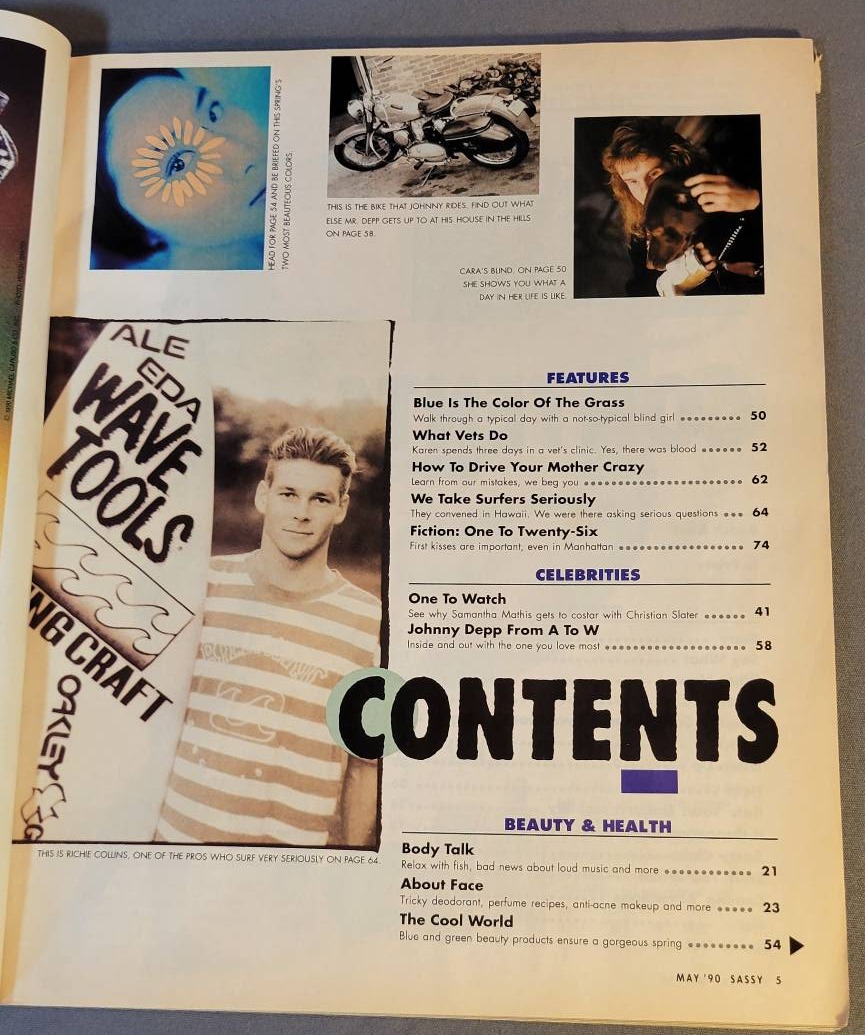 HEAD FOR PAGE 54 AND BE BRIEFED ON THIS SPRING'S
TWO MOST BEAUTEOUS COLORS.
THIS IS THE BIKE THAT JOHNNY RIDES. FIND OUT WHAT
ELSE MR. DEPP GETS UP TO AT HIS HOUSE IN THE HILLS
ON PAGE 58.
CARA'S BLIND. ON PAGE 50
SHE SHOWS YOU WHAT A
DAY IN HER LIFE IS LIKE.
ALE
EDA
WAVE
TOOLS
NG CRAFT
OAKLEY
THIS IS RICHIE COLLINS, ONE OF THE PROS WHO SURF VERY SERIOUSLY ON PAGE 64.
FEATURES
Blue Is The Color Of The Grass
Walk through a typical day with a not-so-typical blind girl 50
What Vets Do
Karen spends three days in a vet's clinic. Yes, there was blood 52
How To Drive Your Mother Crazy
Learn from our mistakes, we beg you 62
We Take Surfers Seriously
They convened in Hawaii. We were there asking serious questions 64
Fiction: One To Twenty-Six
First kisses are important, even in Manhattan 74
CELEBRITIES
One To Watch
See why Samantha Mathis gets to costar with Christian Slater 41
Johnny Depp From A To W
Inside and out with the one you love most 58
CONTENTS
BEAUTY & HEALTH
Body Talk
Relax with fish, bad news about loud music and more 21
About Face
Tricky deodorant, perfume recipes, anti-acne makeup and more 23
The Cool World
Blue and green beauty products ensure a gorgeous spring 54
MAY '90 SASSY 5